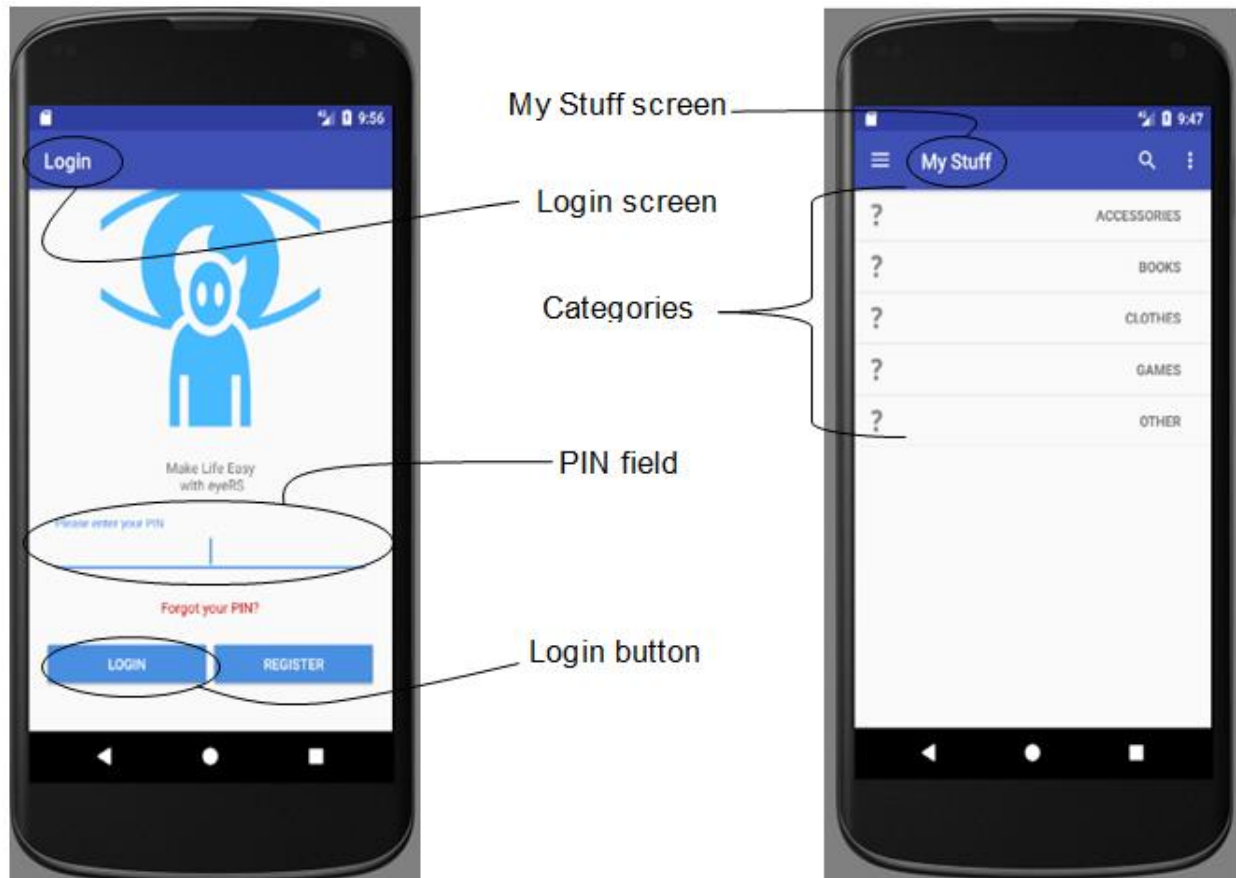 9:56
Login
Make Life Easy
with eyeRS
Please enter your PIN
Forgot your PIN?
LOGIN
REGISTER
My Stuff screen
Login screen
Categories
PIN field
Login button
9:47
My Stuff
? ACCESSORIES
? BOOKS
? CLOTHES
? GAMES
? OTHER